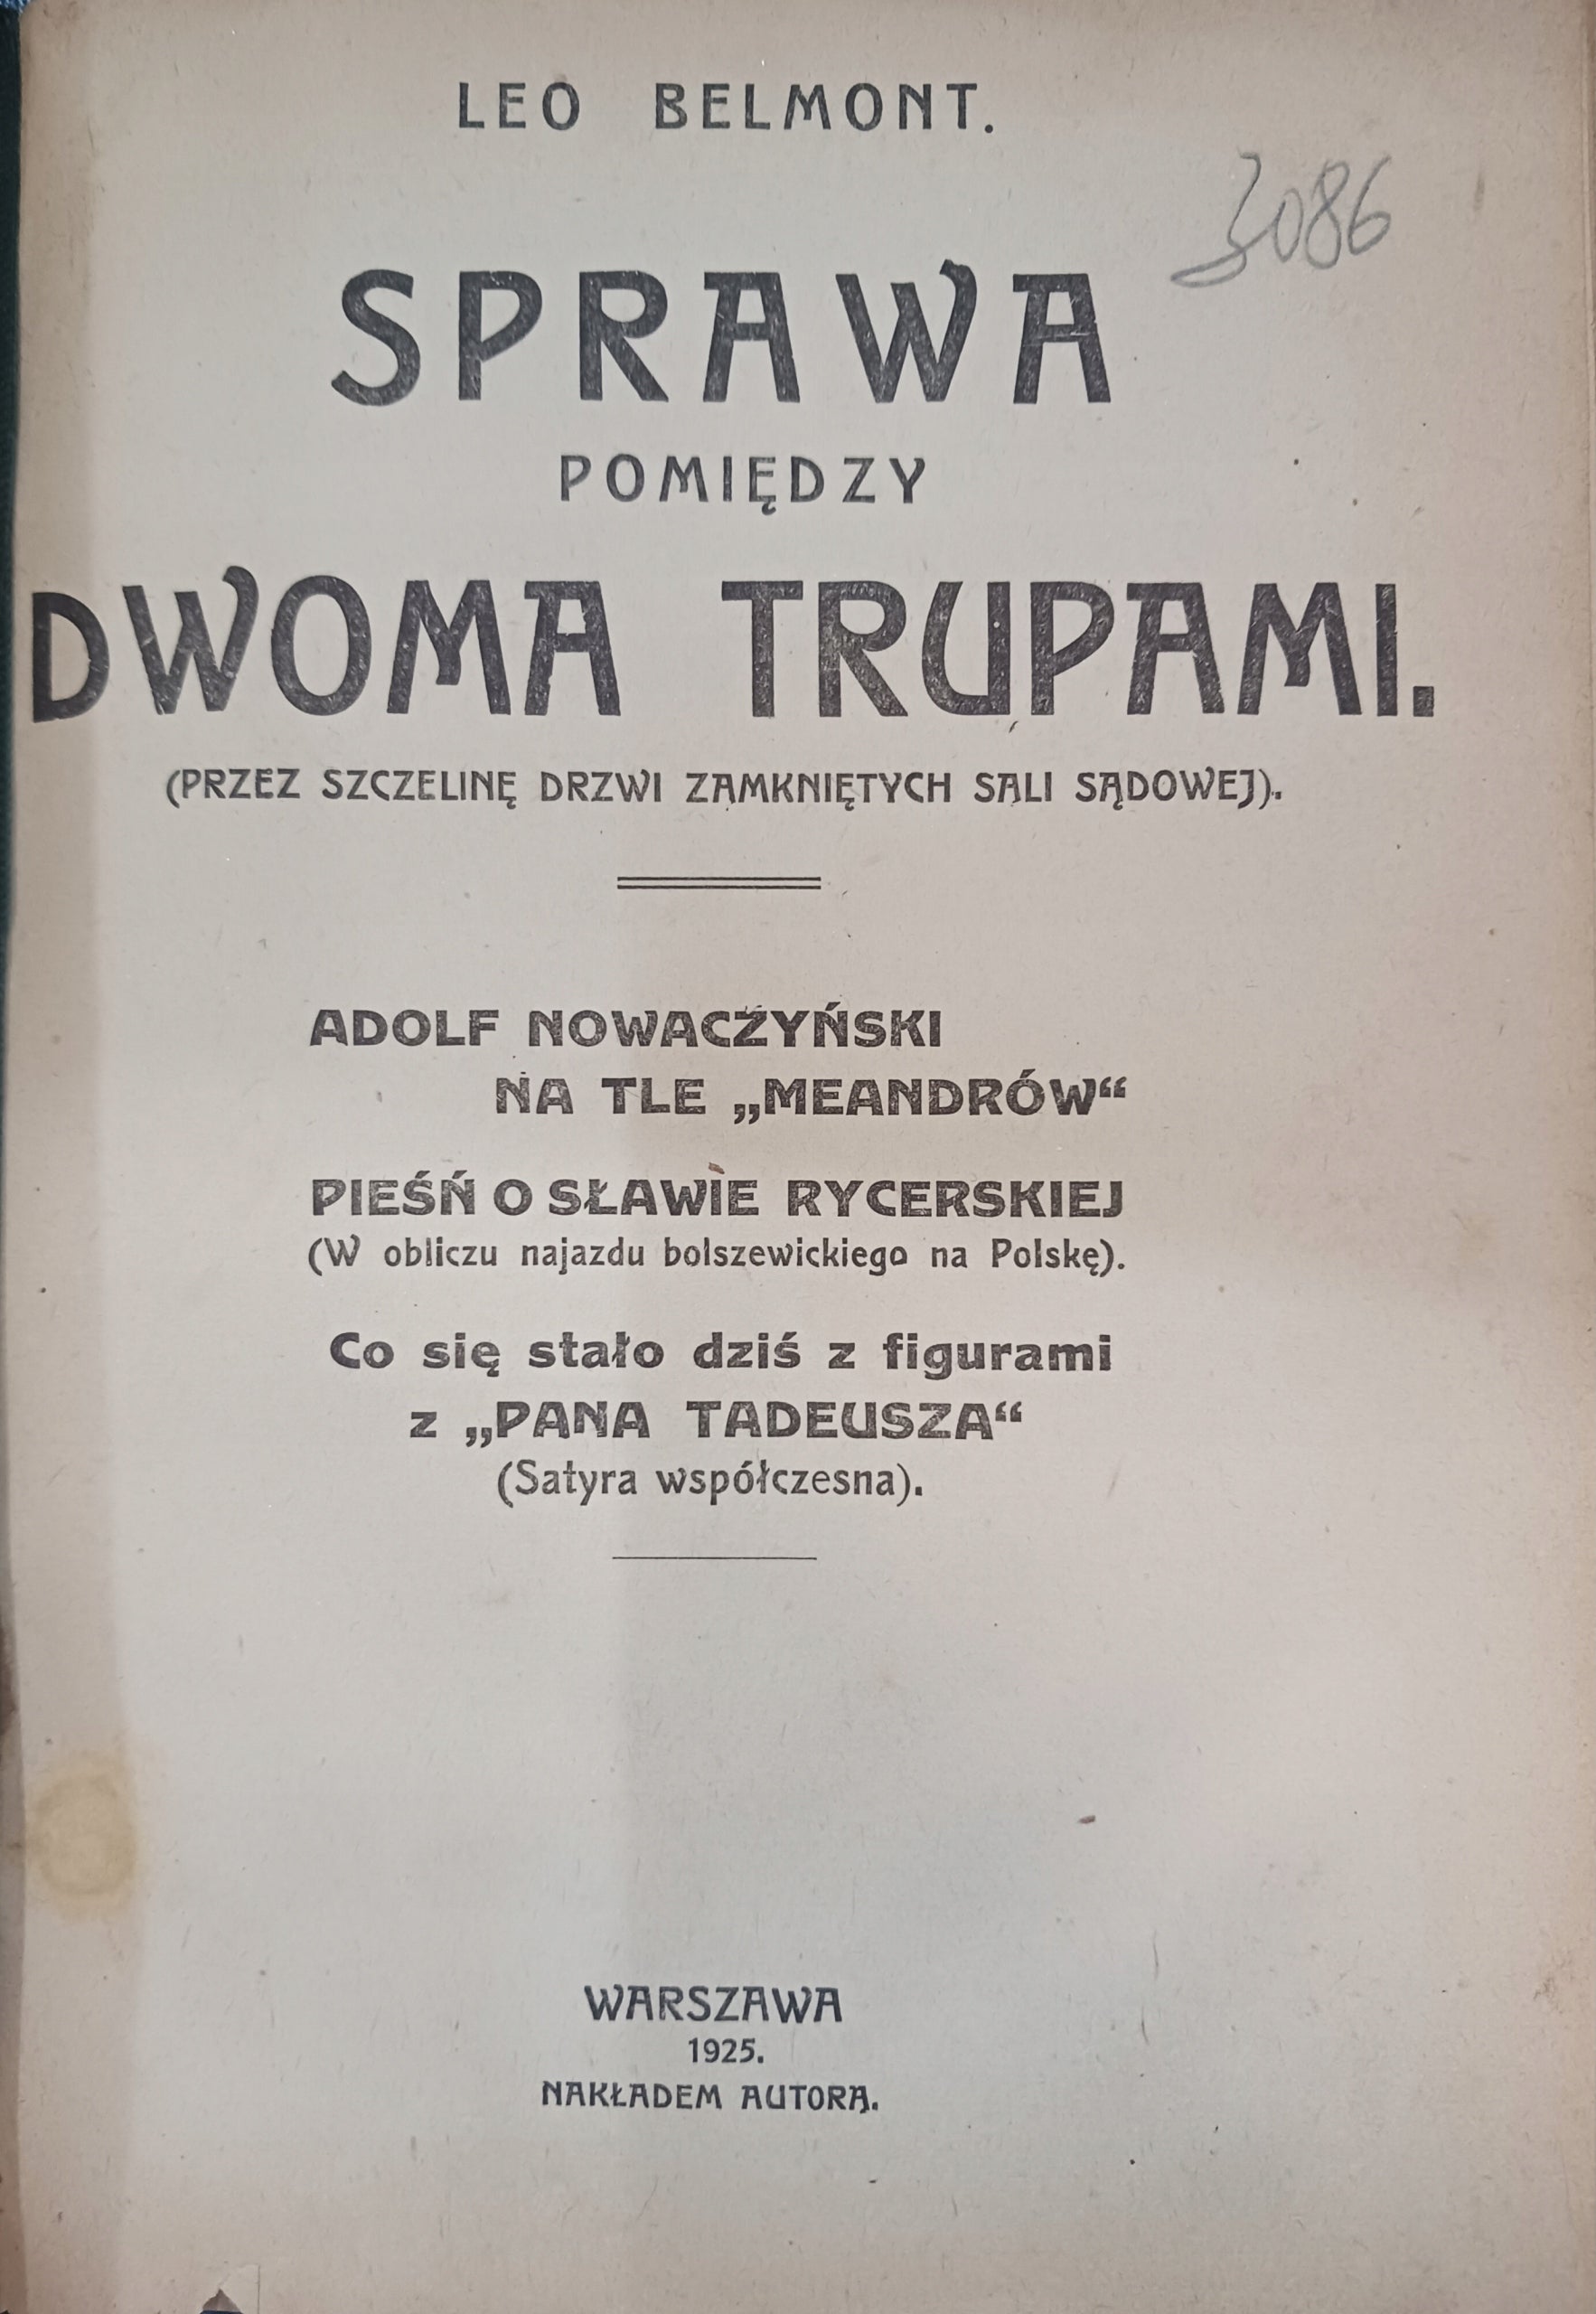 LEO BELMONT.
3086
SPRAWA
POMIĘDZY
DWOMA TRUPAMI.
(PRZEZ SZCZELINĘ DRZWI ZAMKNIĘTYCH SALI SĄDOWEJ).
ADOLF NOWACZYŃSKI
NA TLE „MEANDRÓW“
PIEŚŃ O SŁAWIE RYCERSKIEJ
(W obliczu najazdu bolszewickiego na Polskę).
Co się stało dziś z figurami
z „PANA TADEUSZA“
(Satyra współczesna).
WARSZAWA
1925.
NAKŁADEM AUTORA.